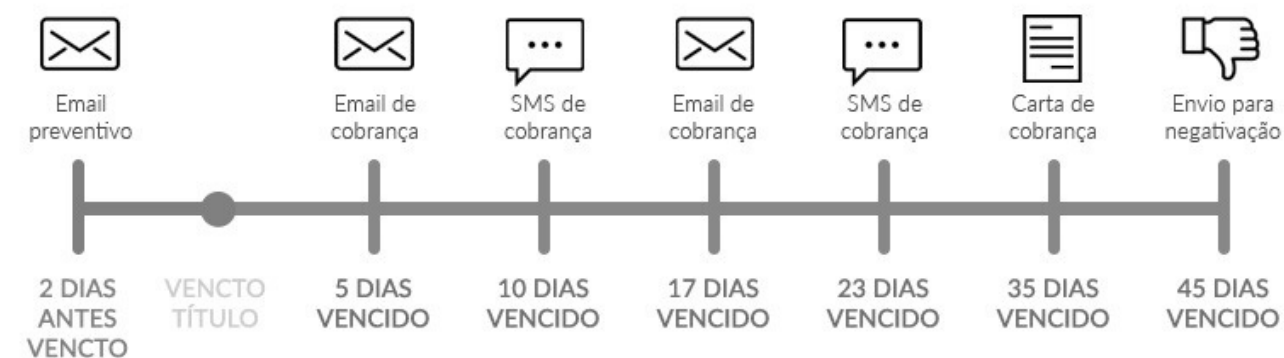 Email
preventivo
Email de
cobrança
SMS de
cobrança
Email de
cobrança
SMS de
cobrança
Carta de
cobrança
Envio para
negativação
2 DIAS
ANTES
VENCTO
VENCTO
TÍTULO
5 DIAS
VENCIDO
10 DIAS
VENCIDO
17 DIAS
VENCIDO
23 DIAS
VENCIDO
35 DIAS
VENCIDO
45 DIAS
VENCIDO